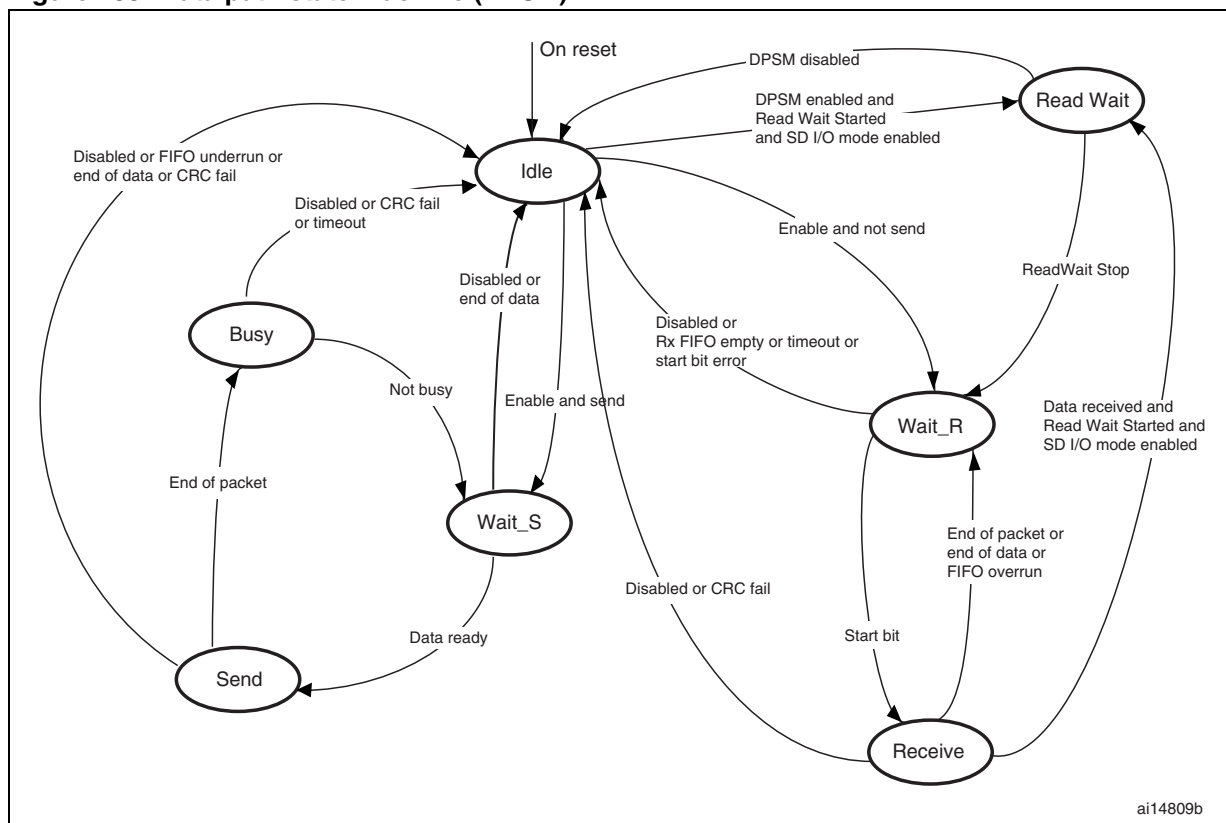 On reset
DPSM disabled
Read Wait
DPSM enabled and
Read Wait Started
and SD I/O mode enabled
Disabled or FIFO underrun or
end of data or CRC fail
Idle
Disabled or CRC fail
or timeout
Enable and not send
ReadWait Stop
Disabled or
end of data
Busy
Disabled or
Rx FIFO empty or timeout or
start bit error
Not busy
Enable and send
Wait_R
Data received and
Read Wait Started and
SD I/O mode enabled
End of packet
Wait_S
End of packet or
end of data or
FIFO overrun
Disabled or CRC fail
Start bit
Data ready
Send
Receive
ai14809b